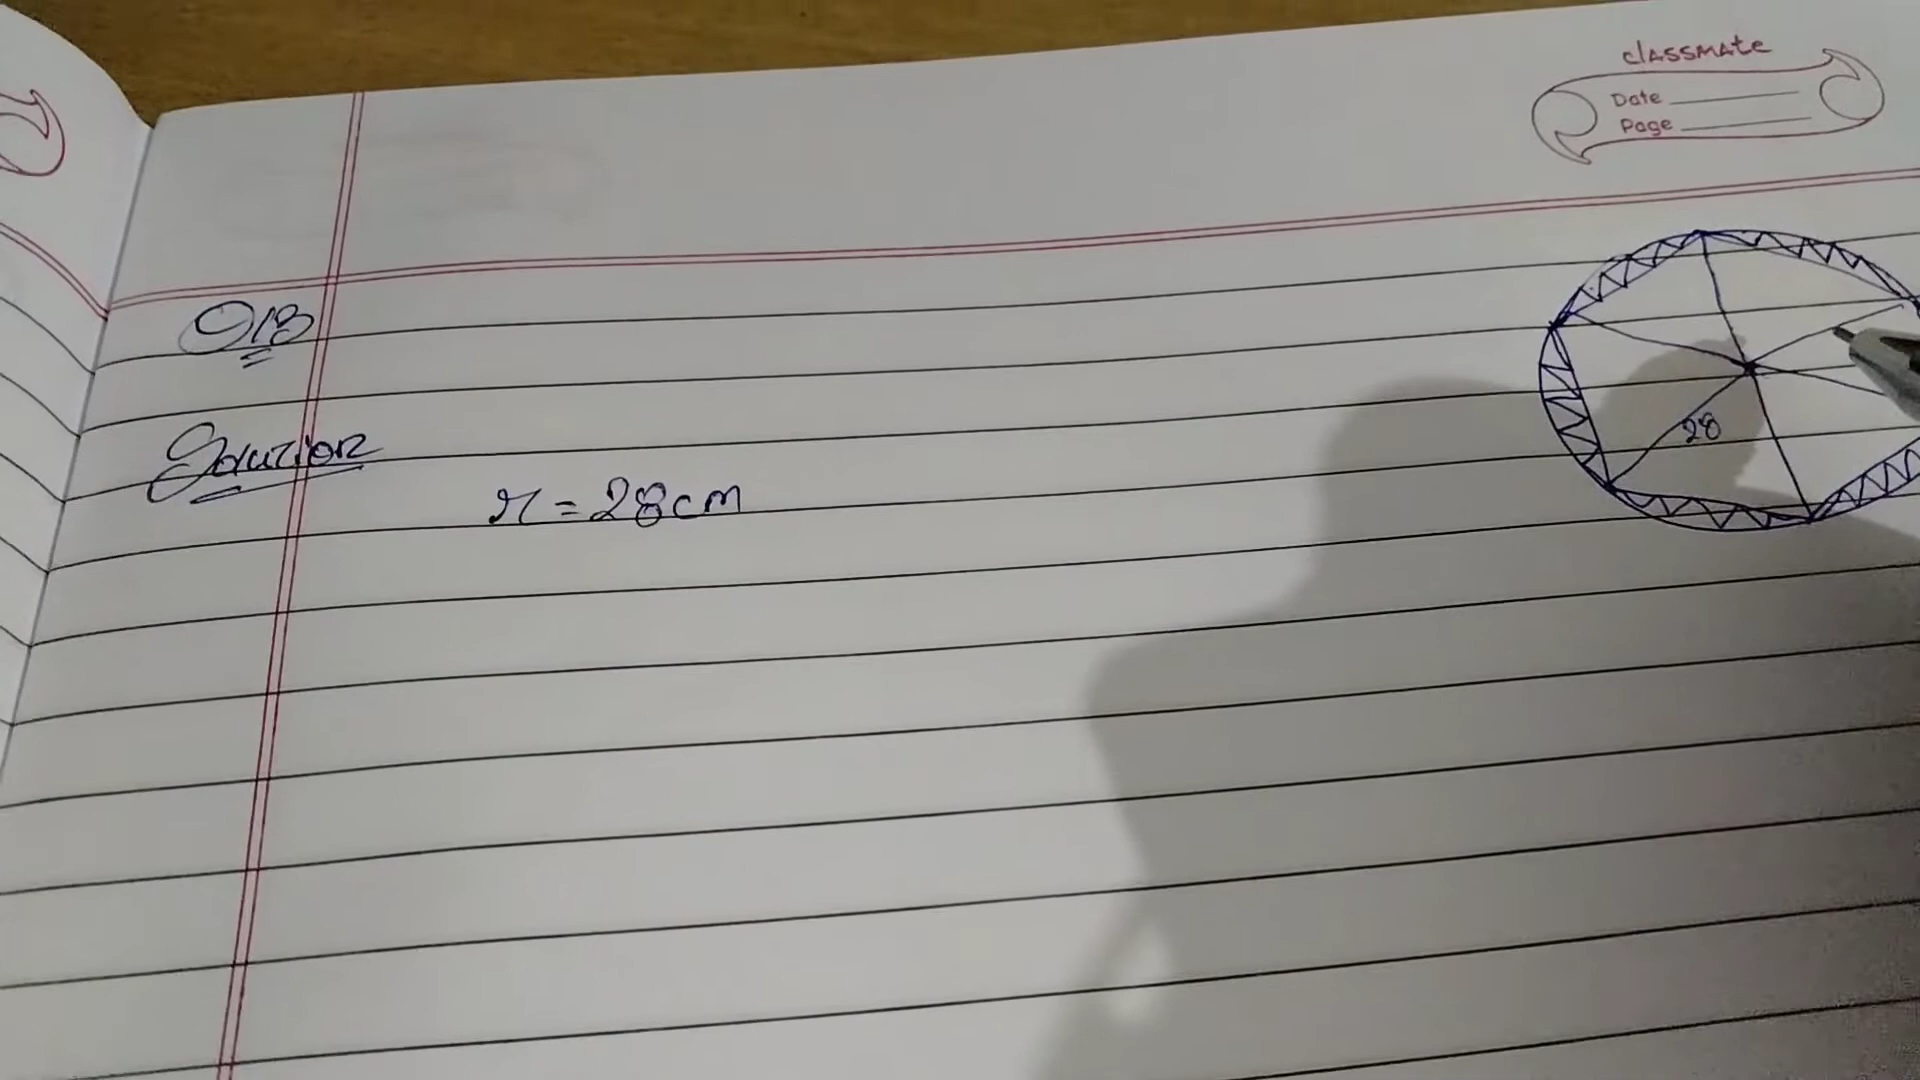 classmate
Date
Page
Q13
28
Solution
r = 28cm